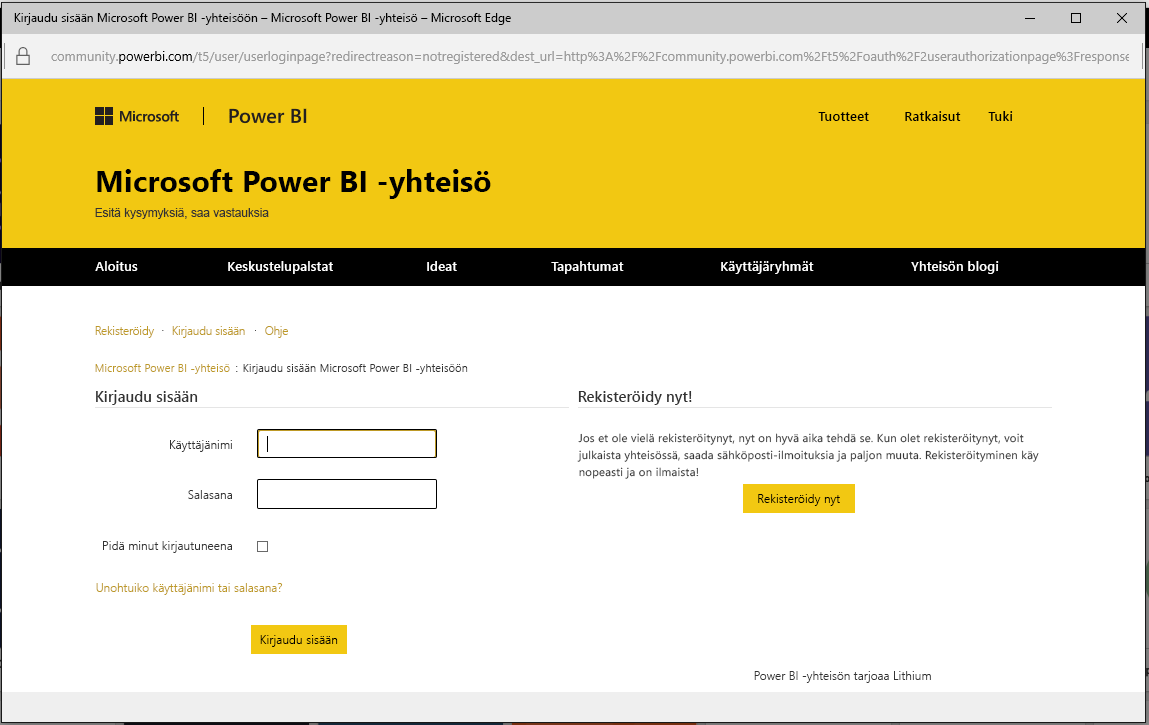 Kirjaudu sisään Microsoft Power BI -yhteisöön – Microsoft Power BI -yhteisö – Microsoft Edge
community.powerbi.com/t5/user/userloginpage?redirectreason=notregistered&dest_url=http%3A%2F%2Fcommunity.powerbi.com%2Ft5%2Foauth%2F2userauthorizationpage%3Fresponse
Microsoft | Power BI
Tuotteet Ratkaisut Tuki
Microsoft Power BI -yhteisö
Esitä kysymyksiä, saa vastauksia
Aloitus Keskustelupalstat Ideat Tapahtumat Käyttäjäryhmät Yhteisön blogi
Rekisteröidy · Kirjaudu sisään · Ohje
Microsoft Power BI -yhteisö : Kirjaudu sisään Microsoft Power BI -yhteisöön
Kirjaudu sisään
Käyttäjänimi
Salasana
Pidä minut kirjautuneena
Unohtuiko käyttäjänimi tai salasana?
Kirjaudu sisään
Rekisteröidy nyt!
Jos et ole vielä rekisteröitynyt, nyt on hyvä aika tehdä se. Kun olet rekisteröitynyt, voit
julkaista yhteisössä, saada sähköposti-ilmoituksia ja paljon muuta. Rekisteröityminen käy
nopeasti ja on ilmaista!
Rekisteröidy nyt
Power BI -yhteisön tarjoaa Lithium